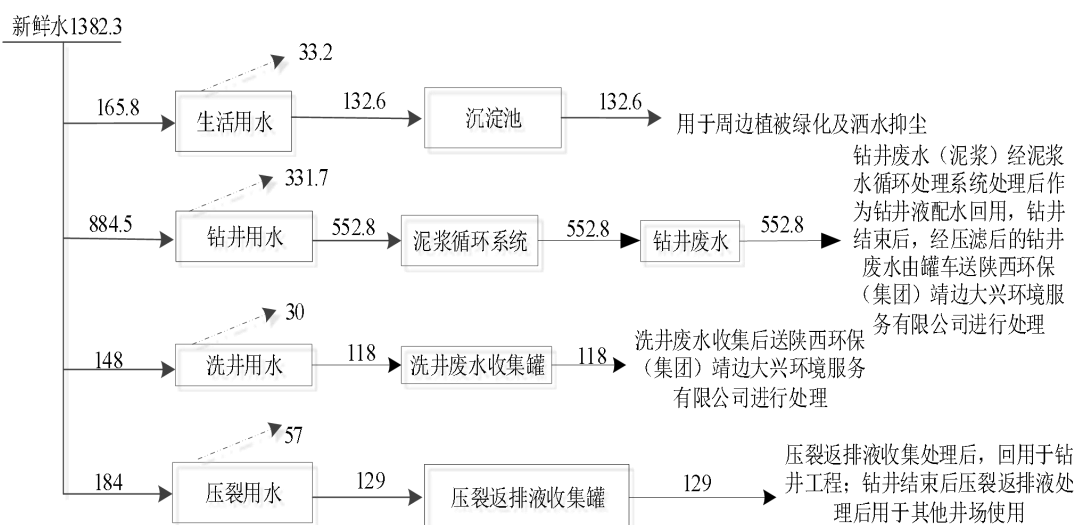 新鲜水1382.3
33.2
165.8
生活用水
132.6
沉淀池
132.6
用于周边植被绿化及洒水抑尘
331.7
884.5
钻井用水
552.8
泥浆循环系统
552.8
钻井废水
552.8
钻井废水（泥浆）经泥浆
水循环处理系统处理后作
为钻井液配水回用，钻井
结束后，经压滤后的钻井
废水由罐车送陕西环保
（集团）靖边大兴环境服
务有限公司进行处理
30
148
洗井用水
118
洗井废水收集罐
118
洗井废水收集后送陕西环保
（集团）靖边大兴环境服务
有限公司进行处理
57
184
压裂用水
129
压裂返排液收集罐
129
压裂返排液收集处理后，回用于钻
井工程；钻井结束后压裂返排液处
理后用于其他井场使用